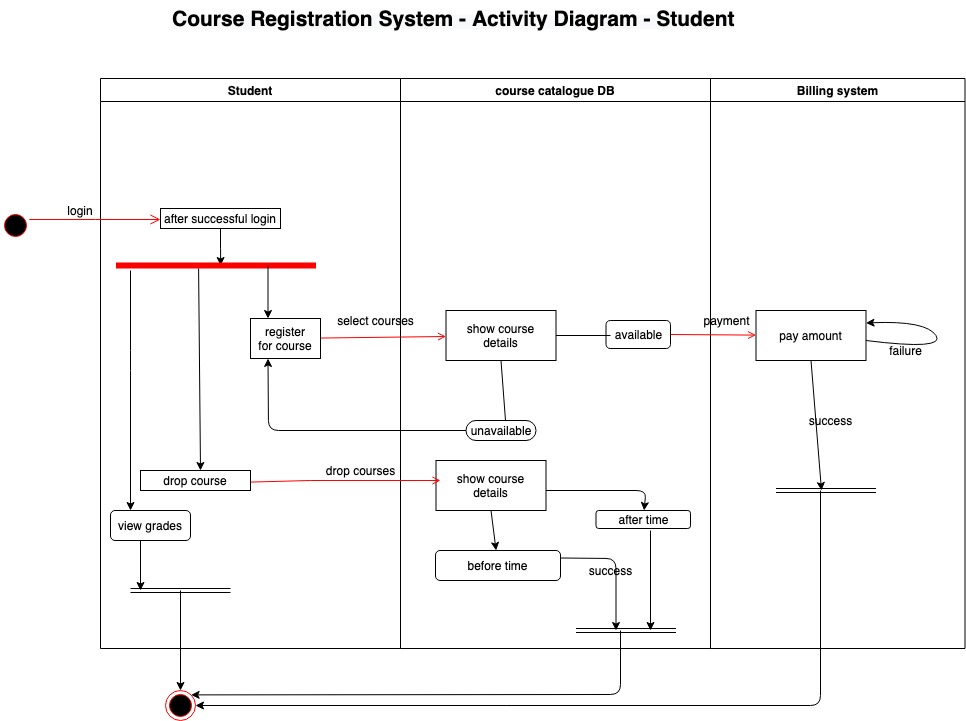 Course Registration System - Activity Diagram - Student
Student
course catalogue DB
Billing system
login
after successful login
register
for course
select courses
show course
details
available
payment
pay amount
failure
unavailable
success
drop course
drop courses
show course
details
after time
view grades
before time
success